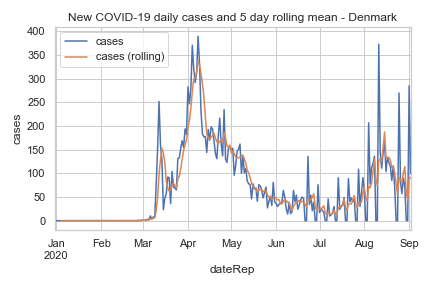 New COVID-19 daily cases and 5 day rolling mean - Denmark
400
350
300
250
200
150
100
50
0
cases
cases
cases (rolling)
Jan Feb Mar Apr May Jun Jul Aug Sep
2020
dateRep